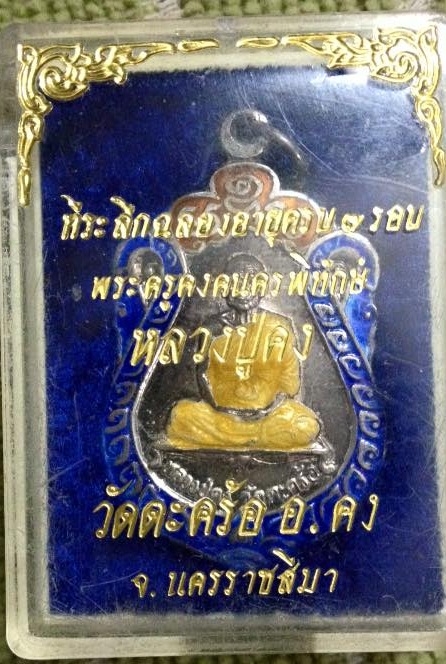 ที่ระลึกฉลองอายุครบ ๗ รอบ
พระครูคงคนครพิทักษ์
หลวงปู่คง
วัดตะคร้อ อ. คง
จ. นครราชสีมา